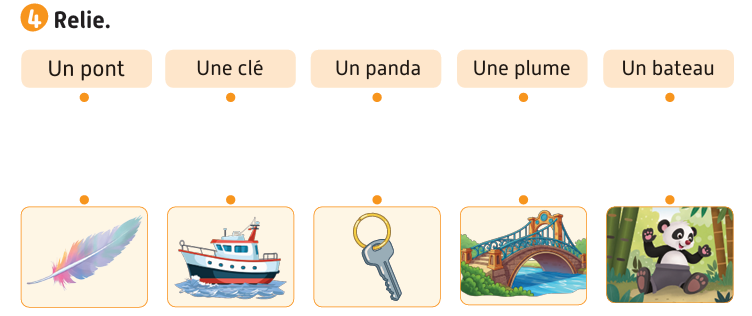 4 Relie.
Un pont Une clé Un panda Une plume Un bateau